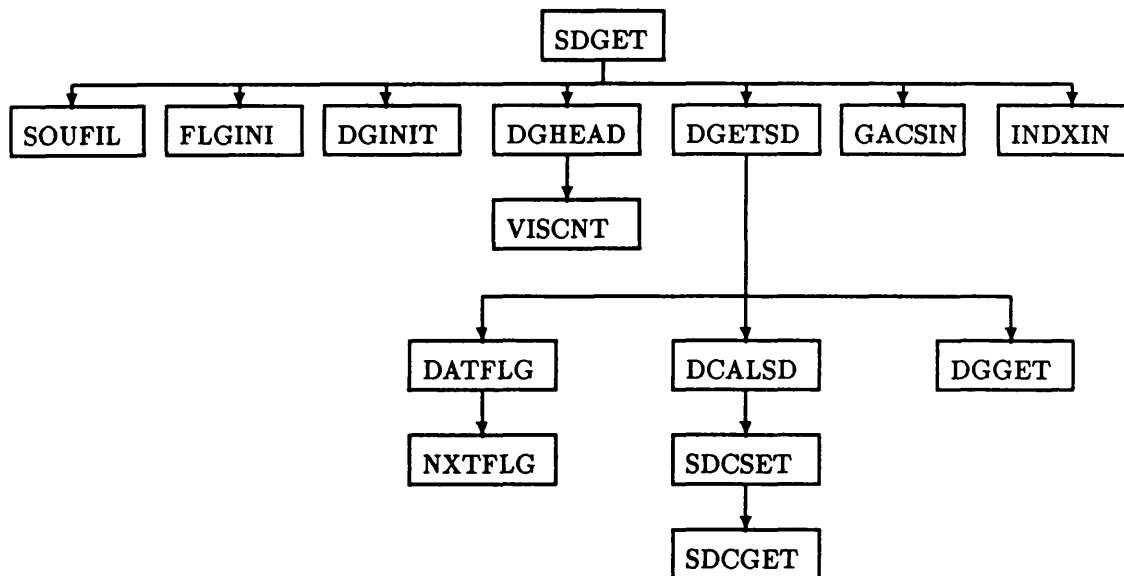 SDGET
SOUFIL
FLGINI
DGINIT
DGHEAD
DGETSD
GACSIN
INDXIN
VISCNT
DATFLG
DCALSD
DGGET
NXTFLG
SDCSET
SDCGET